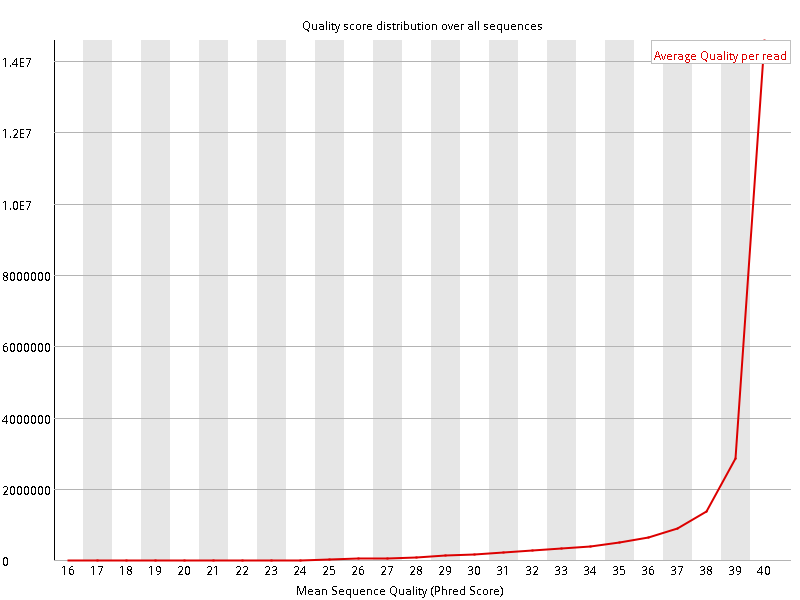 Quality score distribution over all sequences
Average Quality per read
1.4E7
1.2E7
1.0E7
8000000
6000000
4000000
2000000
0
16 17 18 19 20 21 22 23 24 25 26 27 28 29 30 31 32 33 34 35 36 37 38 39 40
Mean Sequence Quality (Phred Score)